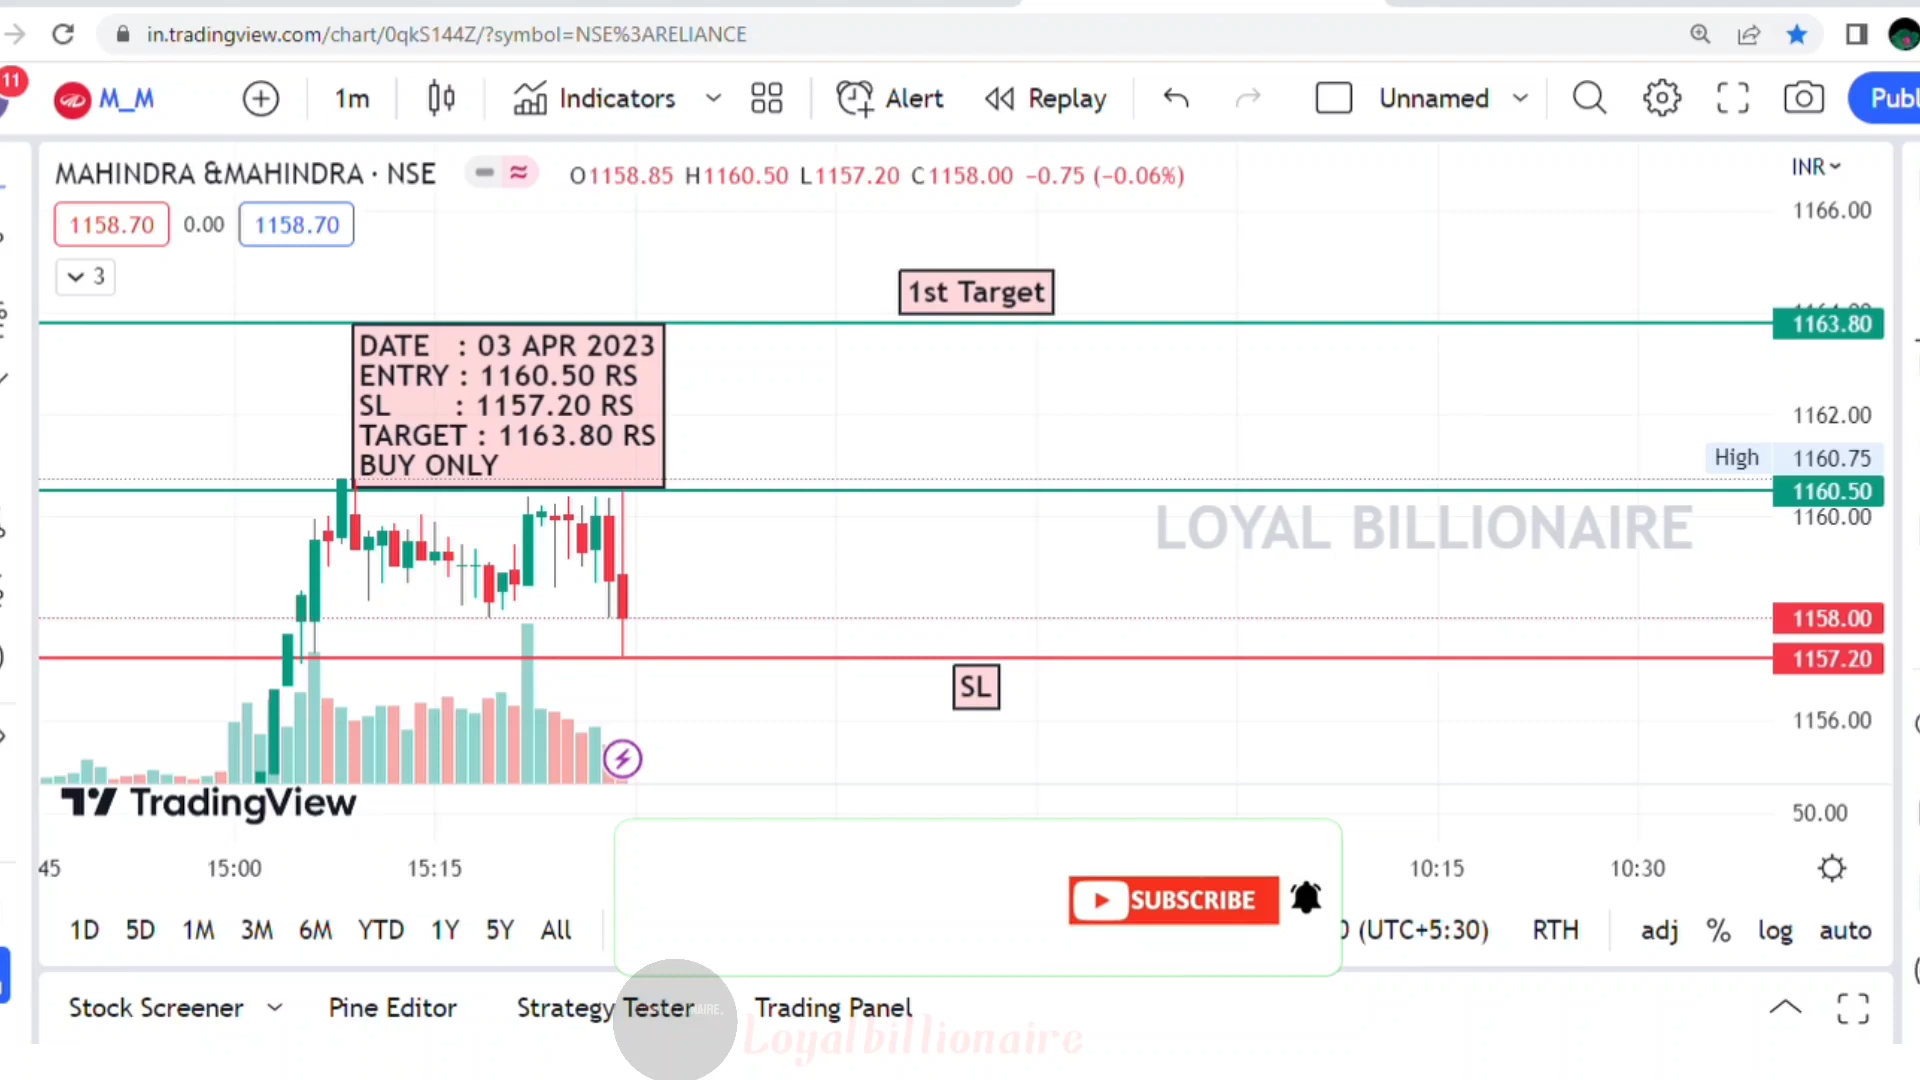 in.tradingview.com/chart/0qkS144Z/?symbol=NSE%3ARELIANCE
11
M_M
1m
Indicators
Alert
Replay
Unnamed
Publ
MAHINDRA &MAHINDRA · NSE
O1158.85 H1160.50 L1157.20 C1158.00 −0.75 (−0.06%)
INR
1158.70 0.00 1158.70
1166.00
3
1st Target
1163.80
DATE : 03 APR 2023
ENTRY : 1160.50 RS
SL : 1157.20 RS
TARGET : 1163.80 RS
BUY ONLY
1162.00
High 1160.75
1160.50
1160.00
LOYAL BILLIONAIRE
1158.00
1157.20
SL
1156.00
TradingView
50.00
45 15:00 15:15 10:15 10:30
SUBSCRIBE
1D 5D 1M 3M 6M YTD 1Y 5Y All
(UTC+5:30) RTH adj % log auto
Stock Screener Pine Editor Strategy Tester Trading Panel
Loyalbillionaire